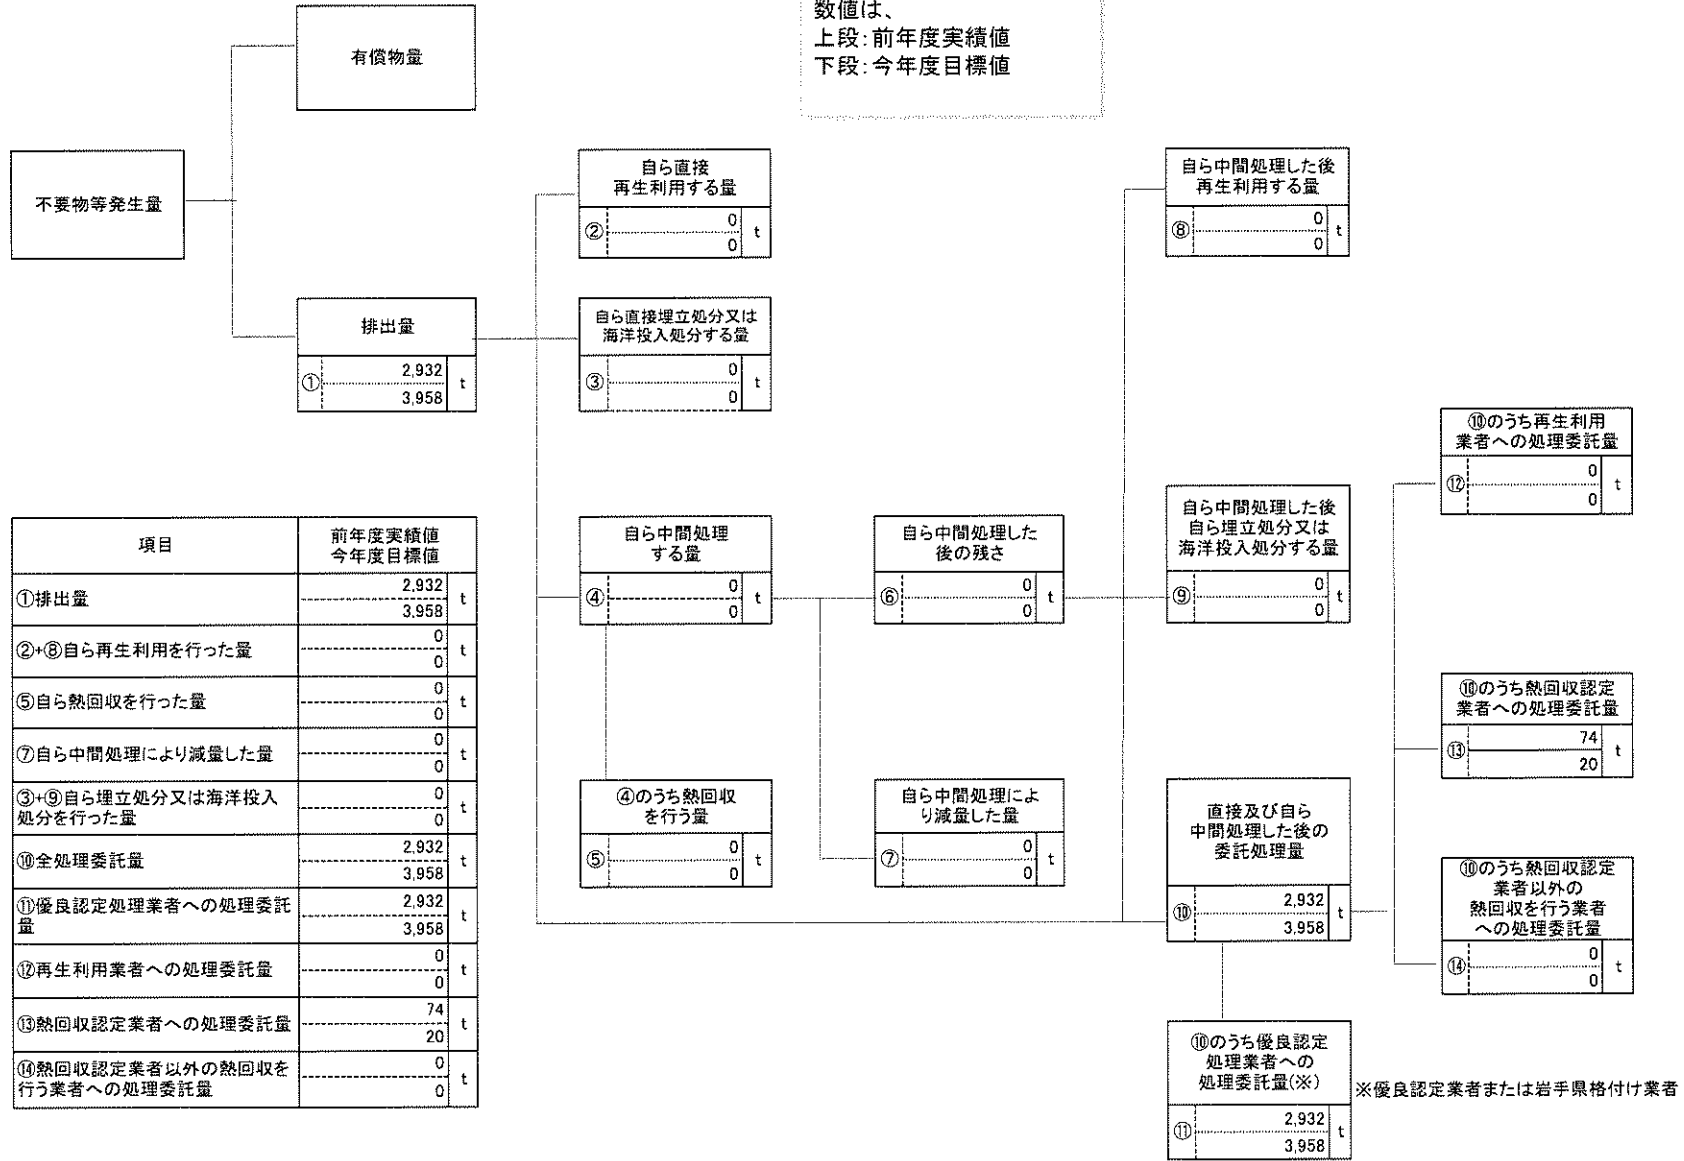 数値は、
上段:前年度実績値
下段:今年度目標値
有償物量
不要物等発生量
排出量
① 2,932 t
3,958
自ら直接
再生利用する量
② 0 t
0
自ら直接埋立処分又は
海洋投入処分する量
③ 0 t
0
自ら中間処理
する量
④ 0 t
0
④のうち熱回収
を行う量
⑤ 0 t
0
自ら中間処理した
後の残さ
⑥ 0 t
0
自ら中間処理によ
り減量した量
⑦ 0 t
0
自ら中間処理した後
再生利用する量
⑧ 0 t
0
自ら中間処理した後
自ら埋立処分又は
海洋投入処分する量
⑨ 0 t
0
直接及び自ら
中間処理した後の
委託処理量
⑩ 2,932 t
3,958
⑩のうち優良認定
処理業者への
処理委託量(※)
⑪ 2,932 t
3,958
※優良認定業者または岩手県格付け業者
⑩のうち再生利用
業者への処理委託量
⑫ 0 t
0
⑩のうち熱回収認定
業者への処理委託量
⑬ 74 t
20
⑩のうち熱回収認定
業者以外の
熱回収を行う業者
への処理委託量
⑭ 0 t
0
項目 前年度実績値
今年度目標値
①排出量 2,932 t
3,958
②+⑧自ら再生利用を行った量 0 t
0
⑤自ら熱回収を行った量 0 t
0
⑦自ら中間処理により減量した量 0 t
0
③+⑨自ら埋立処分又は海洋投入 0 t
処分を行った量 0
⑩全処理委託量 2,932 t
3,958
⑪優良認定処理業者への処理委託 2,932 t
量 3,958
⑫再生利用業者への処理委託量 0 t
0
⑬熱回収認定業者への処理委託量 74 t
20
⑭熱回収認定業者以外の熱回収を 0 t
行う業者への処理委託量 0